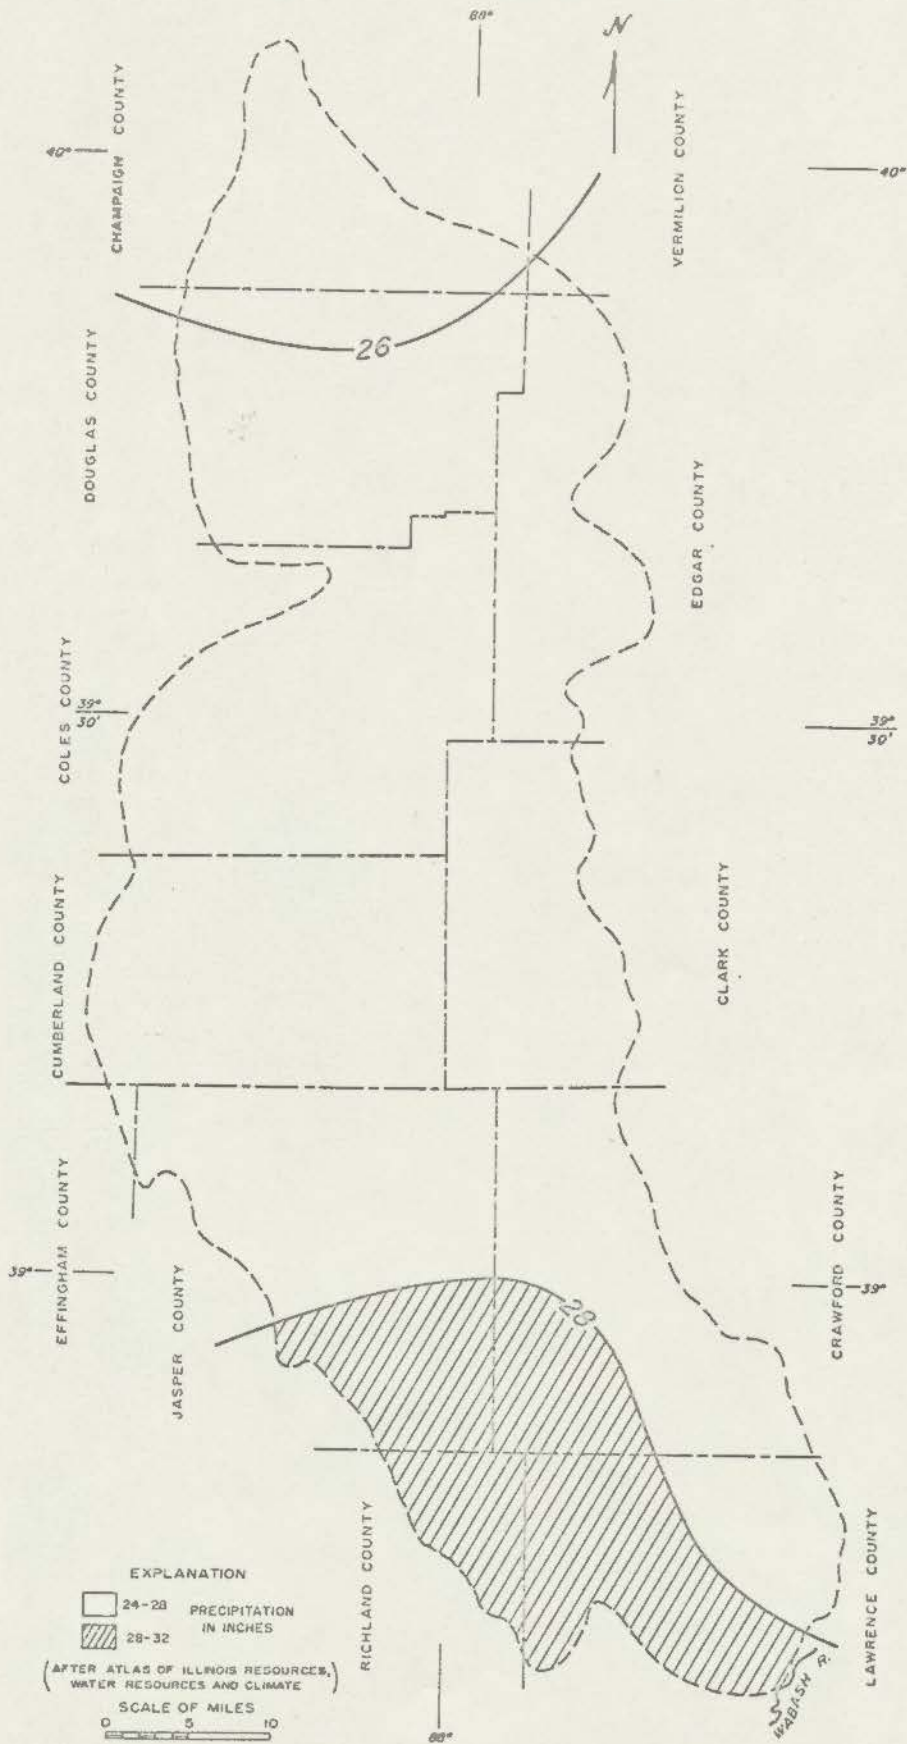 88°
N
CHAMPAIGN COUNTY
VERMILION COUNTY
40°
40°
26
DOUGLAS COUNTY
EDGAR COUNTY
COLES COUNTY
39°
30'
39°
30'
CUMBERLAND COUNTY
CLARK COUNTY
EFFINGHAM COUNTY
39°
JASPER COUNTY
28
39°
CRAWFORD COUNTY
RICHLAND COUNTY
LAWRENCE COUNTY
WABASH R.
EXPLANATION
24-28
PRECIPITATION
IN INCHES
28-32
(AFTER ATLAS OF ILLINOIS RESOURCES,
WATER RESOURCES AND CLIMATE)
SCALE OF MILES
0 5 10
88°